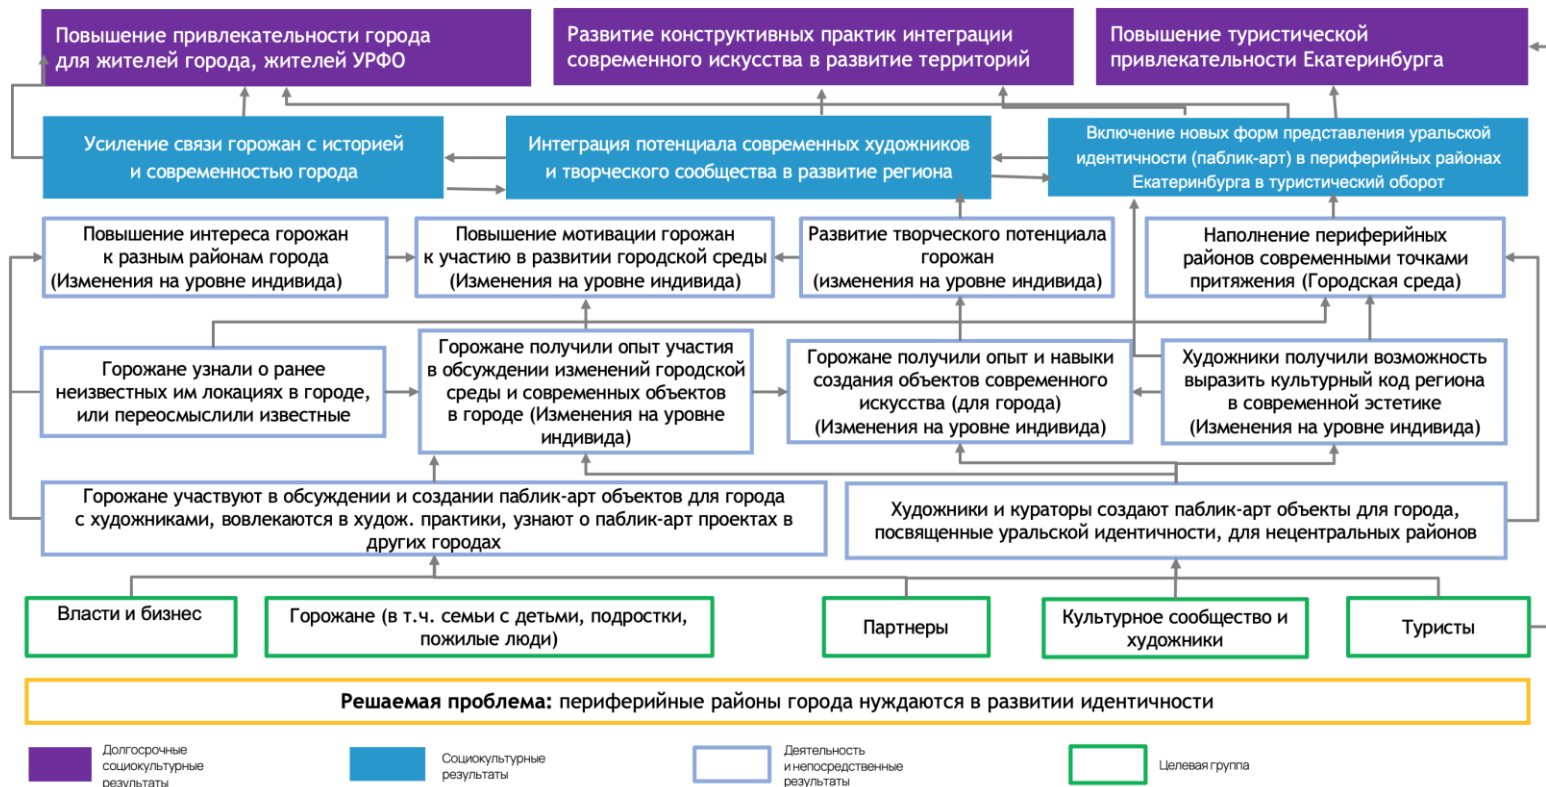 Повышение привлекательности города
для жителей города, жителей УРФО
Развитие конструктивных практик интеграции
современного искусства в развитие территорий
Повышение туристической
привлекательности Екатеринбурга
Усиление связи горожан с историей
и современностью города
Интеграция потенциала современных художников
и творческого сообщества в развитие региона
Включение новых форм представления уральской
идентичности (паблик-арт) в периферийных районах
Екатеринбурга в туристический оборот
Повышение интереса горожан
к разным районам города
(Изменения на уровне индивида)
Повышение мотивации горожан
к участию в развитии городской среды
(Изменения на уровне индивида)
Развитие творческого потенциала
горожан
(изменения на уровне индивида)
Наполнение периферийных
районов современными точками
притяжения (Городская среда)
Горожане узнали о ранее
неизвестных им локациях в городе,
или переосмыслили известные
Горожане получили опыт участия
в обсуждении изменений городской
среды и современных объектов
в городе (Изменения на уровне
индивида)
Горожане получили опыт и навыки
создания объектов современного
искусства (для города)
(Изменения на уровне индивида)
Художники получили возможность
выразить культурный код региона
в современной эстетике
(Изменения на уровне индивида)
Горожане участвуют в обсуждении и создании паблик-арт объектов для города
с художниками, вовлекаются в худож. практики, узнают о паблик-арт проектах в
других городах
Художники и кураторы создают паблик-арт объекты для города,
посвященные уральской идентичности, для нецентральных районов
Власти и бизнес
Горожане (в т.ч. семьи с детьми, подростки,
пожилые люди)
Партнеры
Культурное сообщество и
художники
Туристы
Решаемая проблема: периферийные районы города нуждаются в развитии идентичности
Долгосрочные
социокультурные
результаты
Социокультурные
результаты
Деятельность
и непосредственные
результаты
Целевая группа